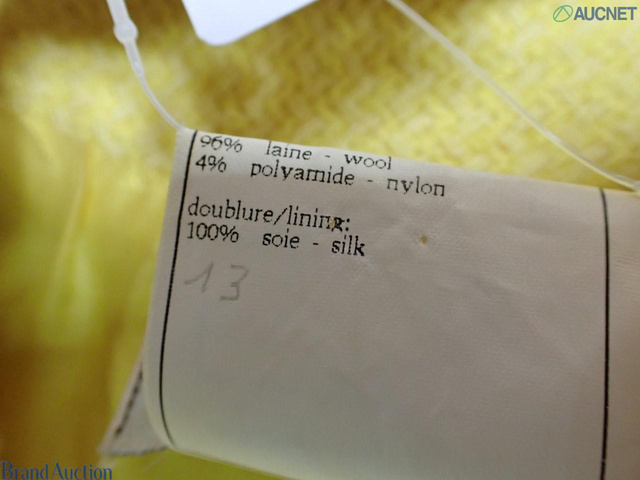 AUCNET
96% laine - wool
4% polyamide - nylon
doublure/lining:
100% soie - silk
13
Brand Auction